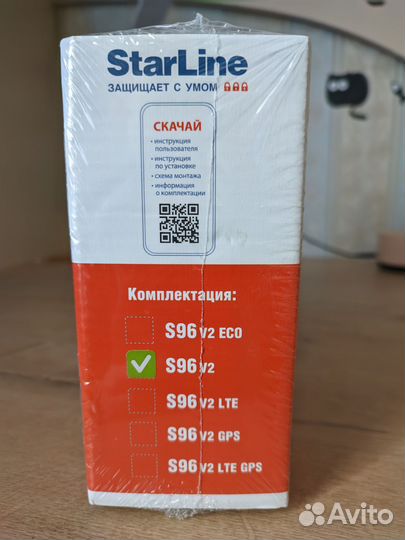 StarLine
ЗАЩИЩАЕТ С УМОМ
СКАЧАЙ
• инструкция
пользователя
• инструкция
по установке
• схема монтажа
• информация
о комплектации
Комплектация:
S96 V2 ECO
S96 V2
S96 V2 LTE
S96 V2 GPS
S96 V2 LTE GPS
Avito